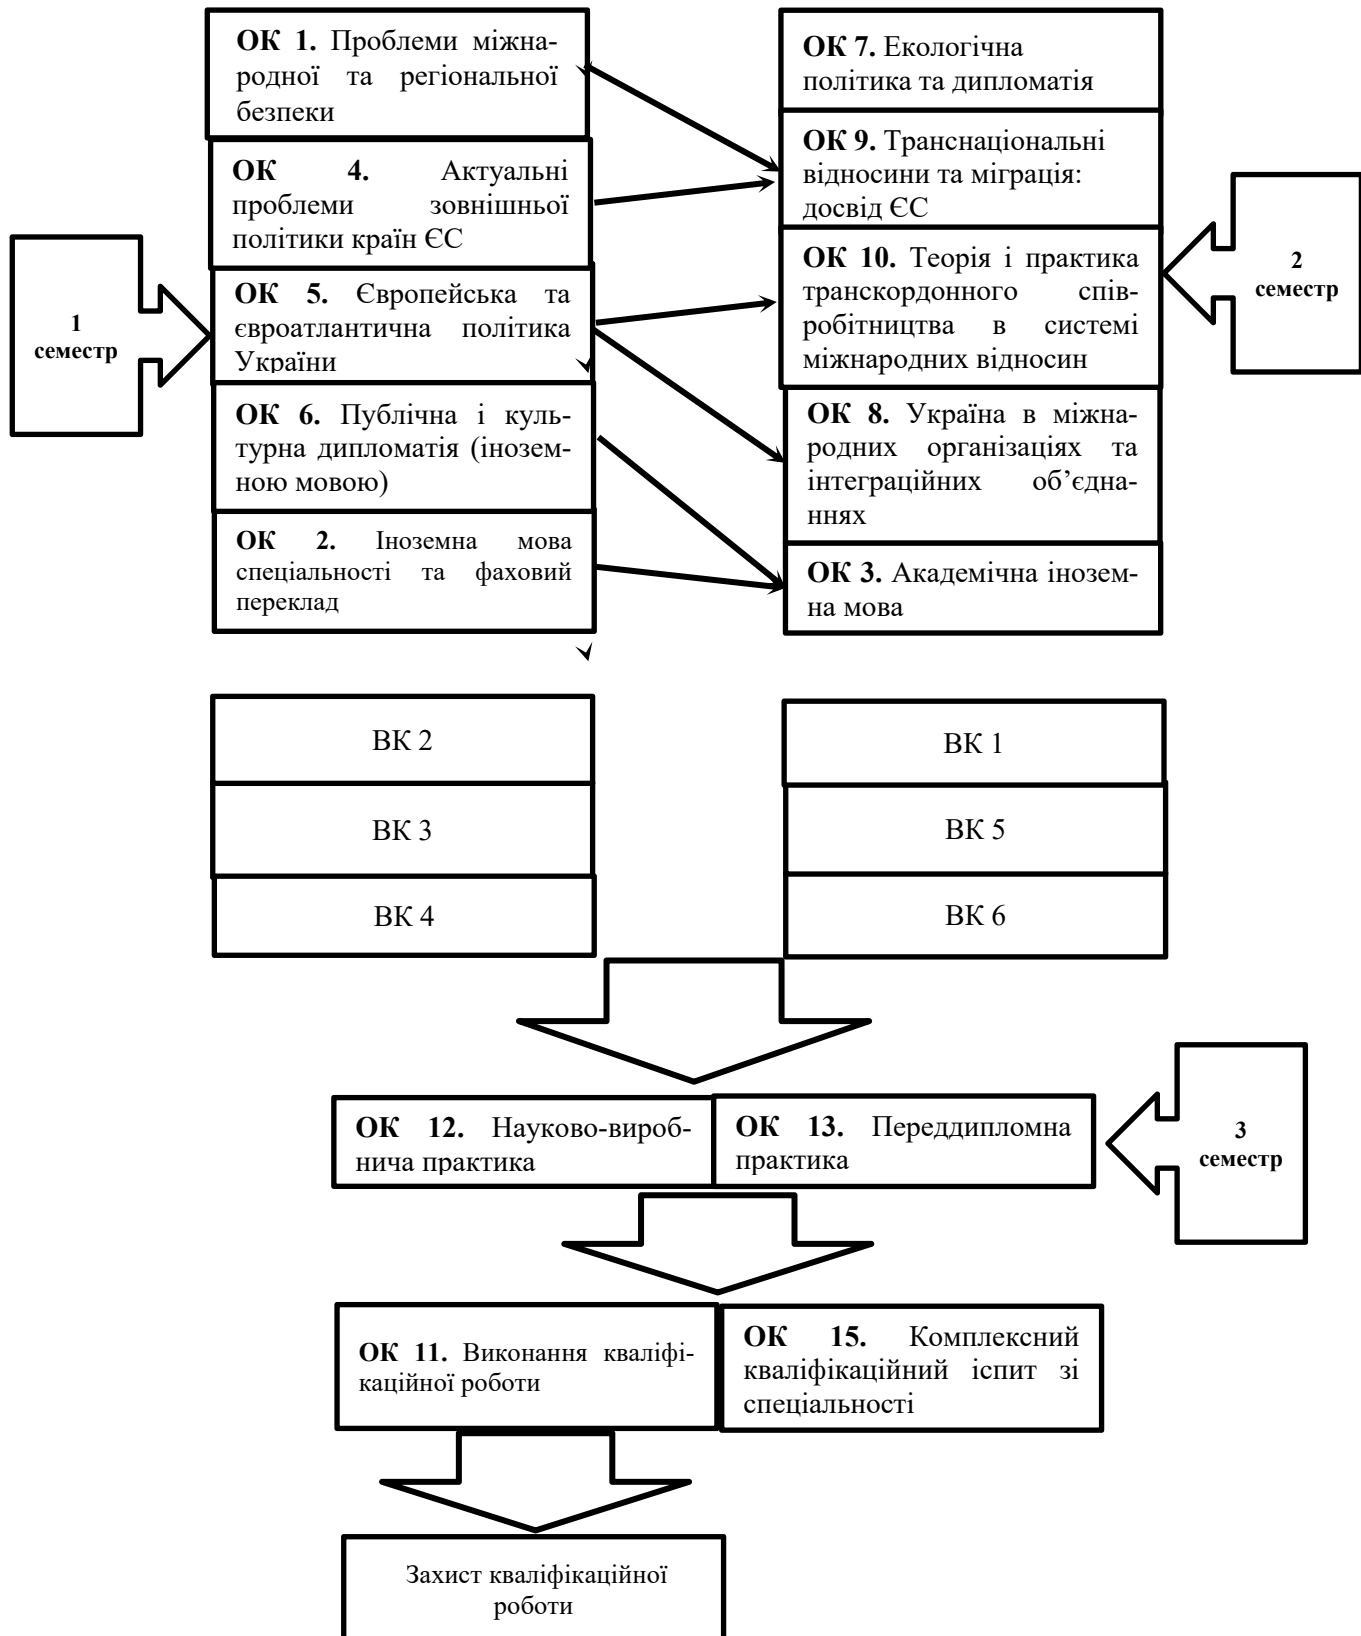 ОК 1. Проблеми міжна-
родної та регіональної
безпеки
ОК 4. Актуальні
проблеми зовнішньої
політики країн ЄС
1
семестр
ОК 5. Європейська та
євроатлантична політика
України
ОК 6. Публічна і куль-
турна дипломатія (інозем-
ною мовою)
ОК 2. Іноземна мова
спеціальності та фаховий
переклад
ОК 7. Екологічна
політика та дипломатія
ОК 9. Транснаціональні
відносини та міграція:
досвід ЄС
ОК 10. Теорія і практика
транскордонного спів-
робітництва в системі
міжнародних відносин
2
семестр
ОК 8. Україна в міжна-
родних організаціях та
інтеграційних об’єдна-
ннях
ОК 3. Академічна інозем-
на мова
ВК 2
ВК 3
ВК 4
ВК 1
ВК 5
ВК 6
ОК 12. Науково-вироб-
нича практика
ОК 13. Переддипломна
практика
3
семестр
ОК 11. Виконання кваліфі-
каційної роботи
ОК 15. Комплексний
кваліфікаційний іспит зі
спеціальності
Захист кваліфікаційної
роботи